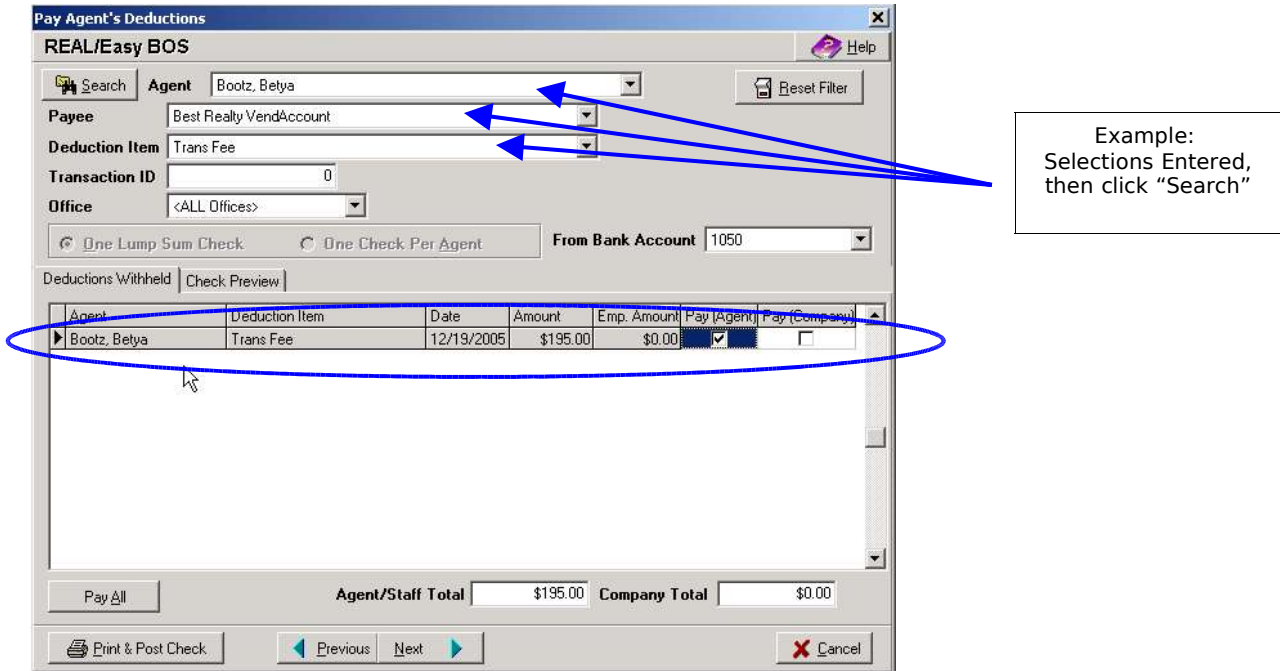 Pay Agent's Deductions
REAL/Easy BOS
Help
Search Agent Bootz, Betya Reset Filter
Payee Best Realty VendAccount
Deduction Item Trans Fee
Transaction ID 0
Office <ALL Offices>
One Lump Sum Check One Check Per Agent From Bank Account 1050
Deductions Withheld Check Preview
Agent Deduction Item Date Amount Emp. Amount Pay (Agent) Pay (Company)
Bootz, Betya Trans Fee 12/19/2005 $195.00 $0.00
Pay All Agent/Staff Total $195.00 Company Total $0.00
Print & Post Check Previous Next Cancel
Example:
Selections Entered,
then click “Search”